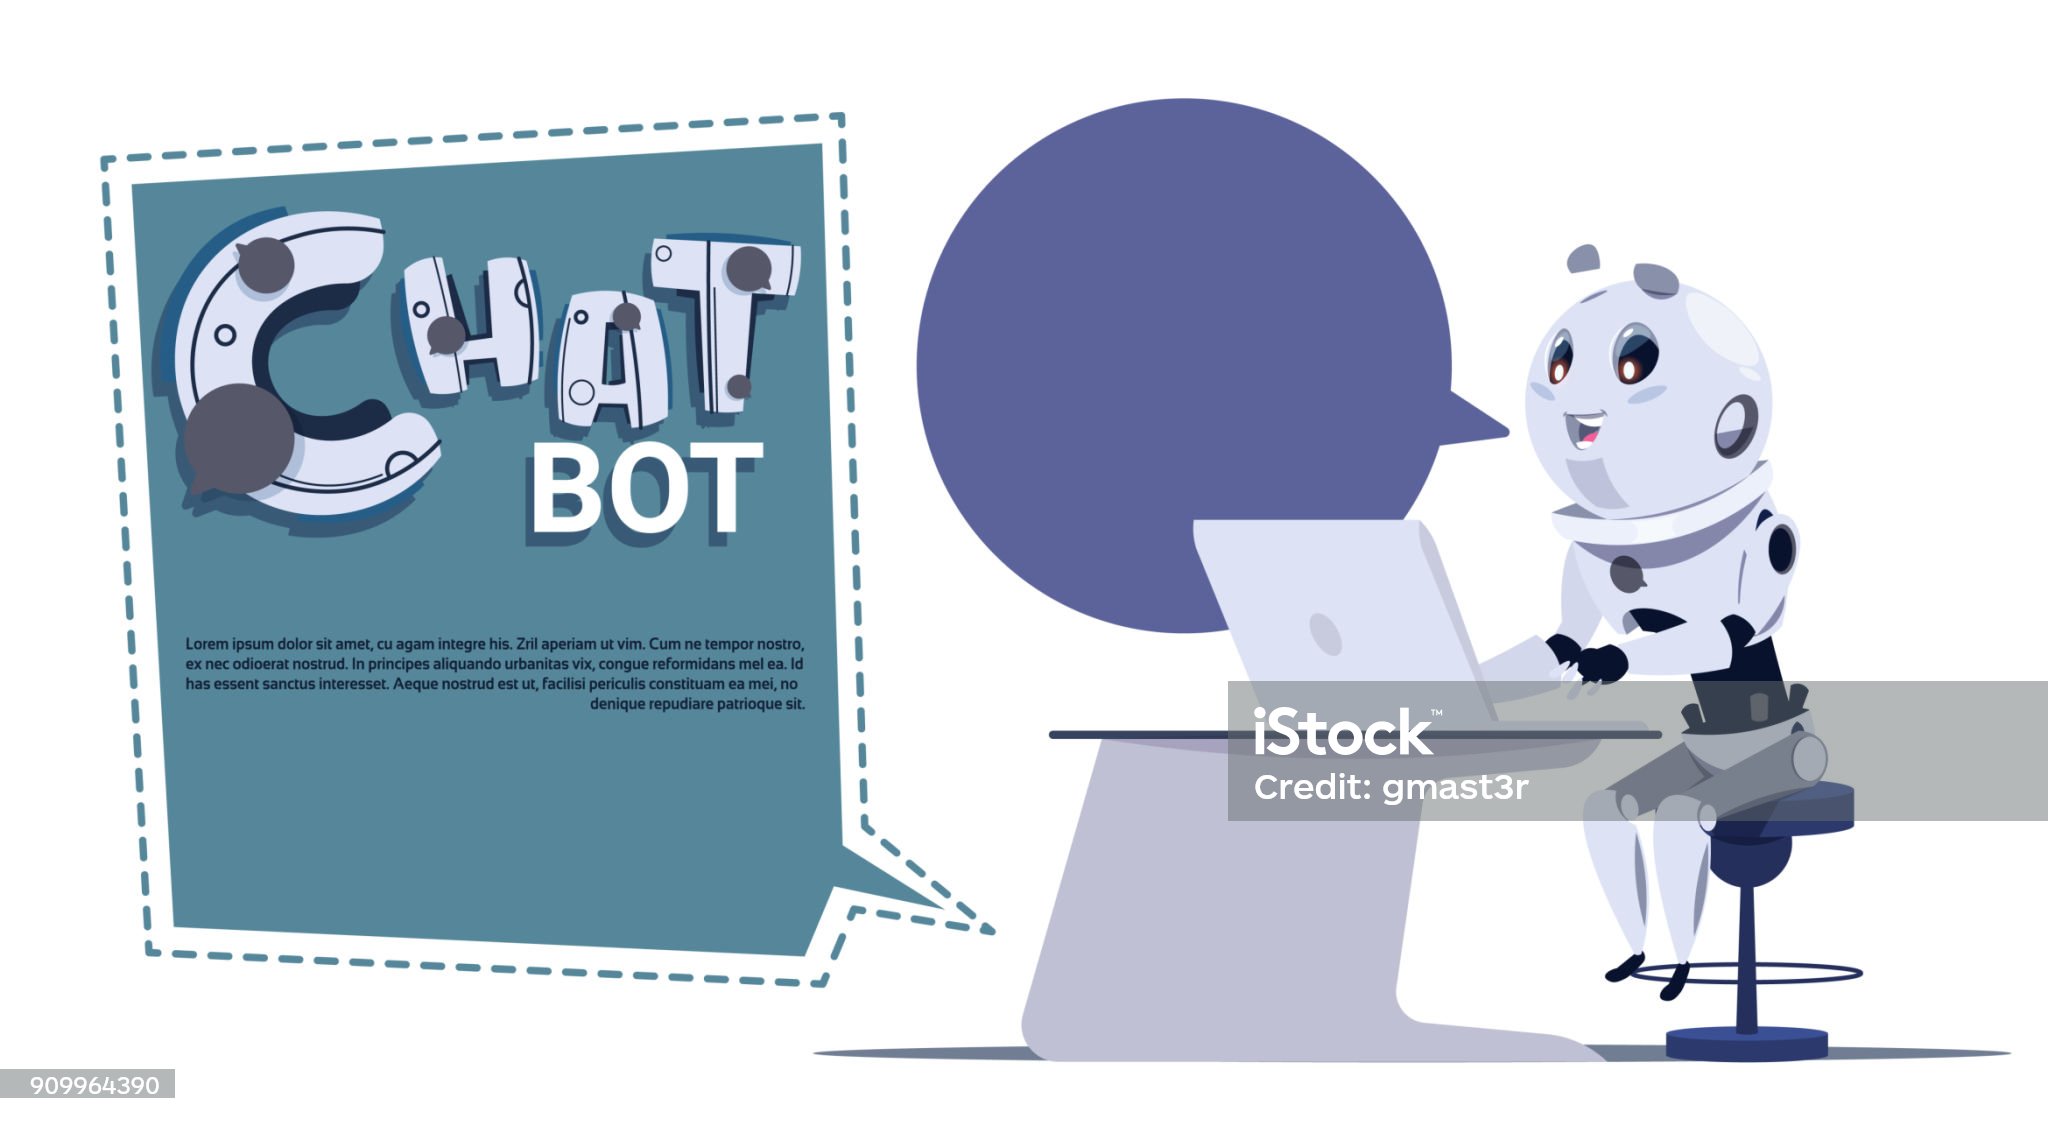 CHAT
BOT
Lorem ipsum dolor sit amet, cu agam integre his. Zril aperiam ut vim. Cum ne tempor nostro,
ex nec odioerat nostrud. In principes aliquando urbanitas vix, congue reformidans mel ea. Id
has essent sanctus interesset. Aeque nostrud est ut, facilisi periculis constituam ea mei, no
denique repudiare patrioque sit.
iStock™
Credit: gmast3r
909964390